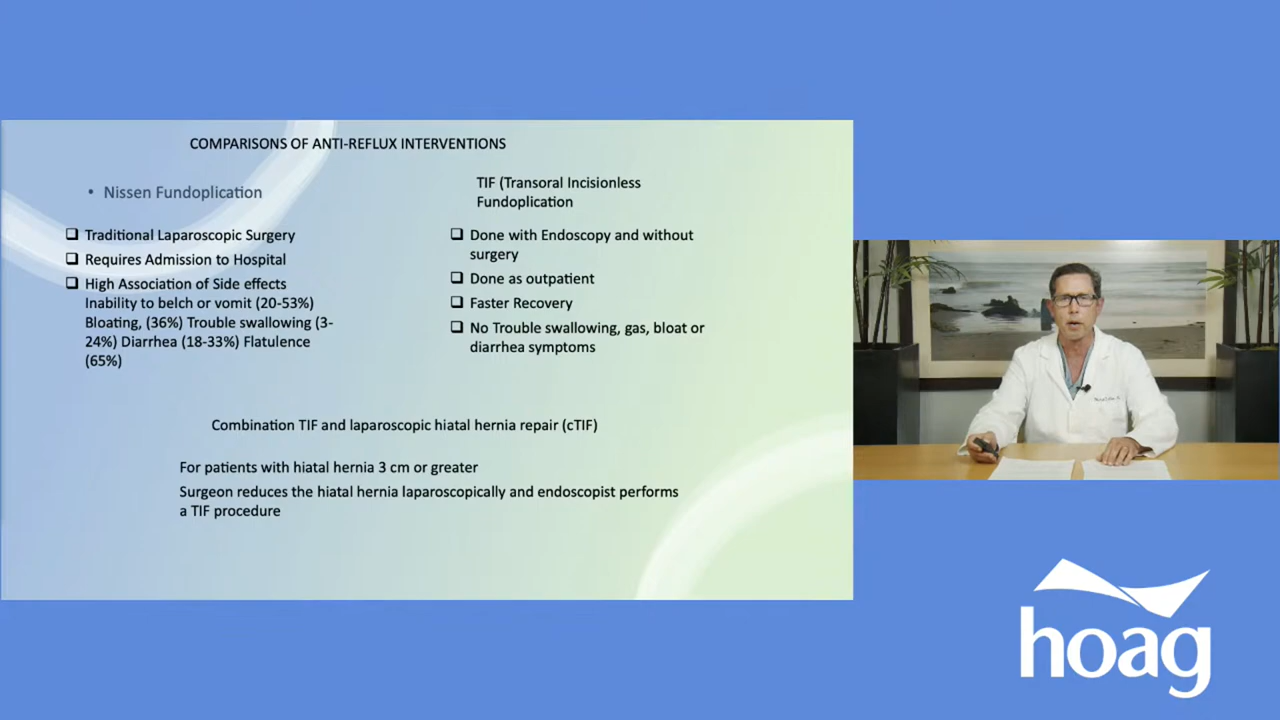 COMPARISONS OF ANTI-REFLUX INTERVENTIONS
• Nissen Fundoplication
Traditional Laparoscopic Surgery
Requires Admission to Hospital
High Association of Side effects
Inability to belch or vomit (20-53%)
Bloating, (36%) Trouble swallowing (3-
24%) Diarrhea (18-33%) Flatulence
(65%)
TIF (Transoral Incisionless
Fundoplication
Done with Endoscopy and without
surgery
Done as outpatient
Faster Recovery
No Trouble swallowing, gas, bloat or
diarrhea symptoms
Combination TIF and laparoscopic hiatal hernia repair (cTIF)
For patients with hiatal hernia 3 cm or greater
Surgeon reduces the hiatal hernia laparoscopically and endoscopist performs
a TIF procedure
hoag